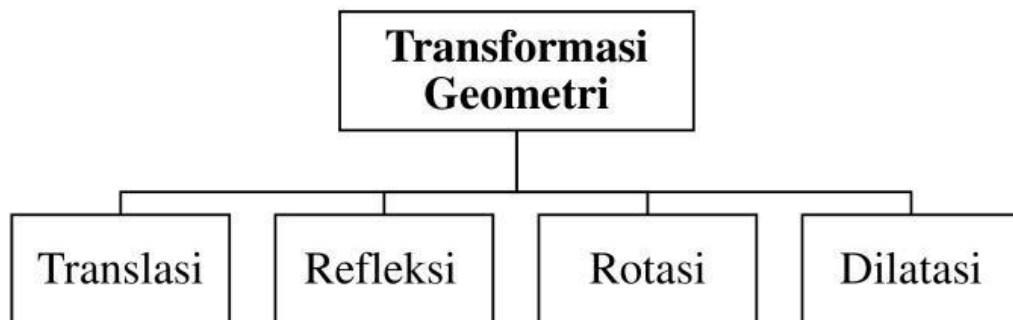 Transformasi
Geometri
Translasi
Refleksi
Rotasi
Dilatasi